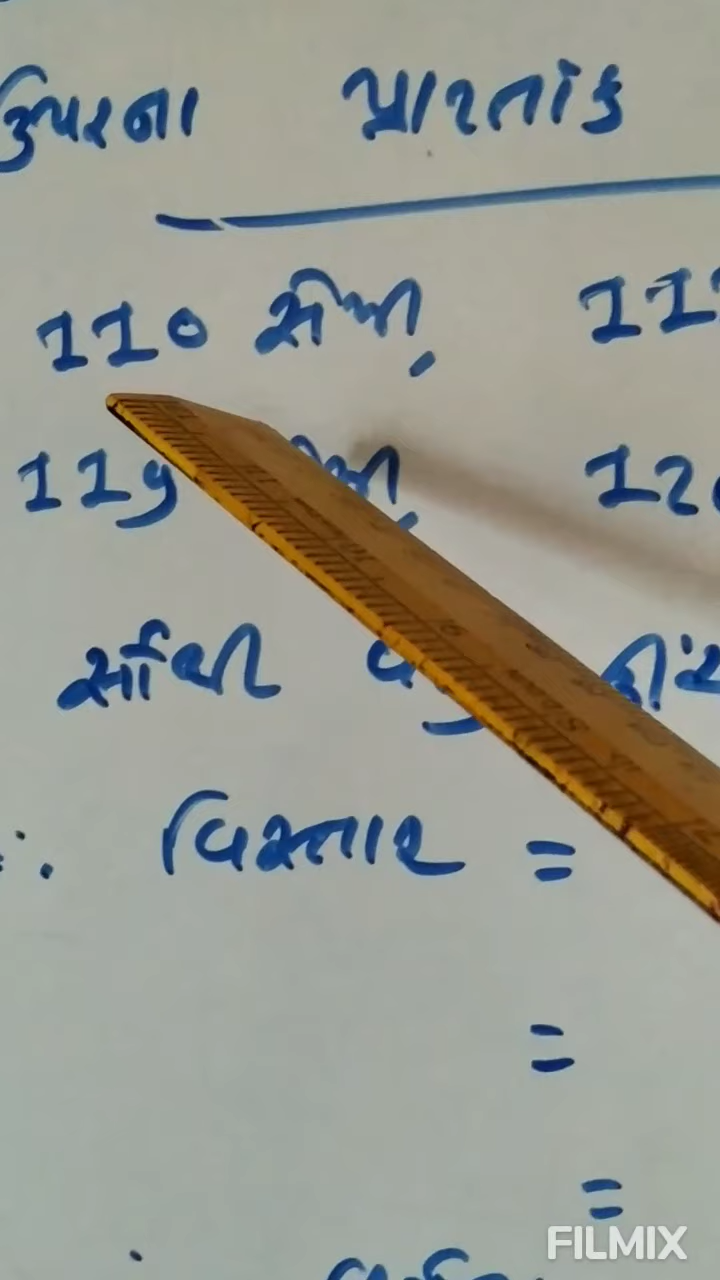 ઉપરના પ્રાપ્તાંક
110 સેમી, 11
119 સેમી, 12
સૌથી
∴ વિસ્તાર =
=
=
FILMIX